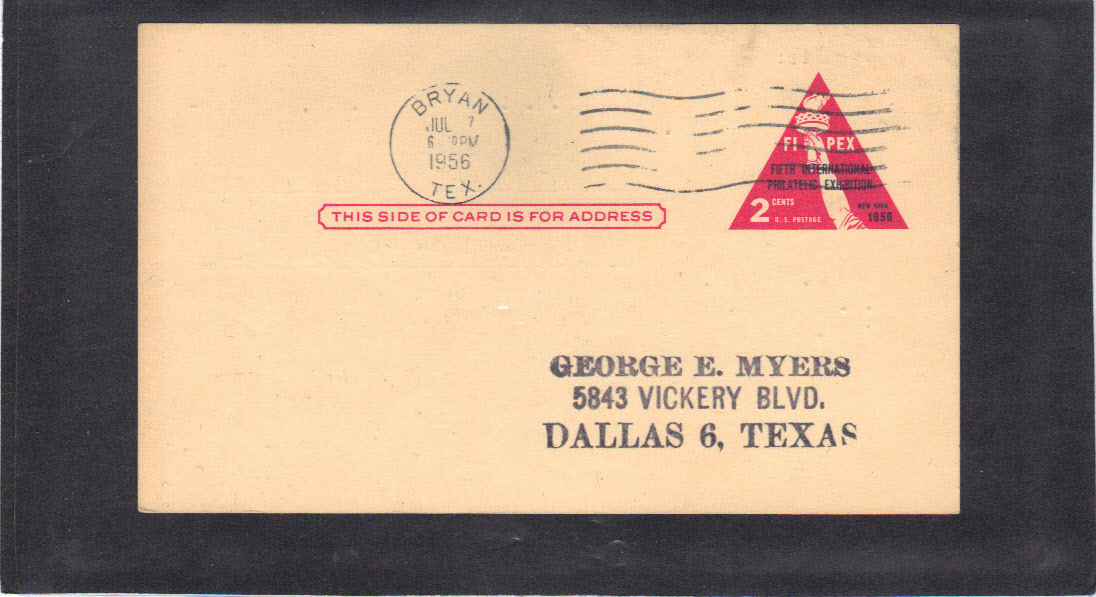 BRYAN
JUL 7
6 PM
1956
TEX.
FI PEX
FIFTH INTERNATIONAL
PHILATELIC EXHIBITION
2 CENTS
U.S. POSTAGE
NEW YORK
1956
THIS SIDE OF CARD IS FOR ADDRESS
GEORGE E. MYERS
5843 VICKERY BLVD.
DALLAS 6, TEXAS